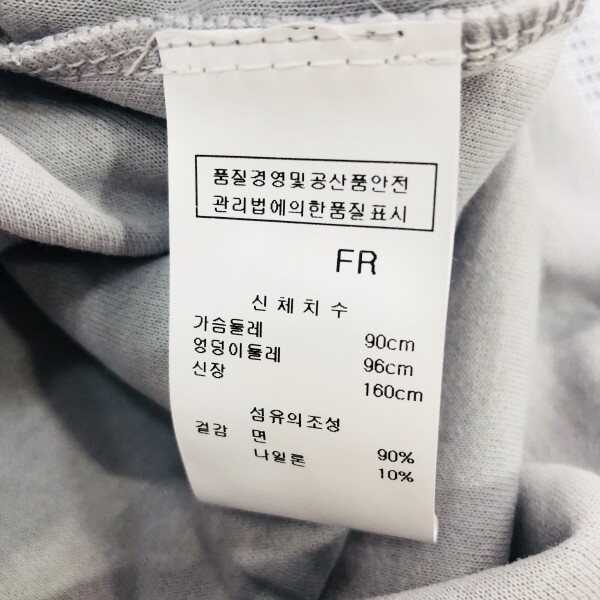 품질경영및공산품안전
관리법에의한품질표시
FR
신체치수
가슴둘레 90cm
엉덩이둘레 96cm
신장 160cm
섬유의조성
겉감 면 90%
나일론 10%